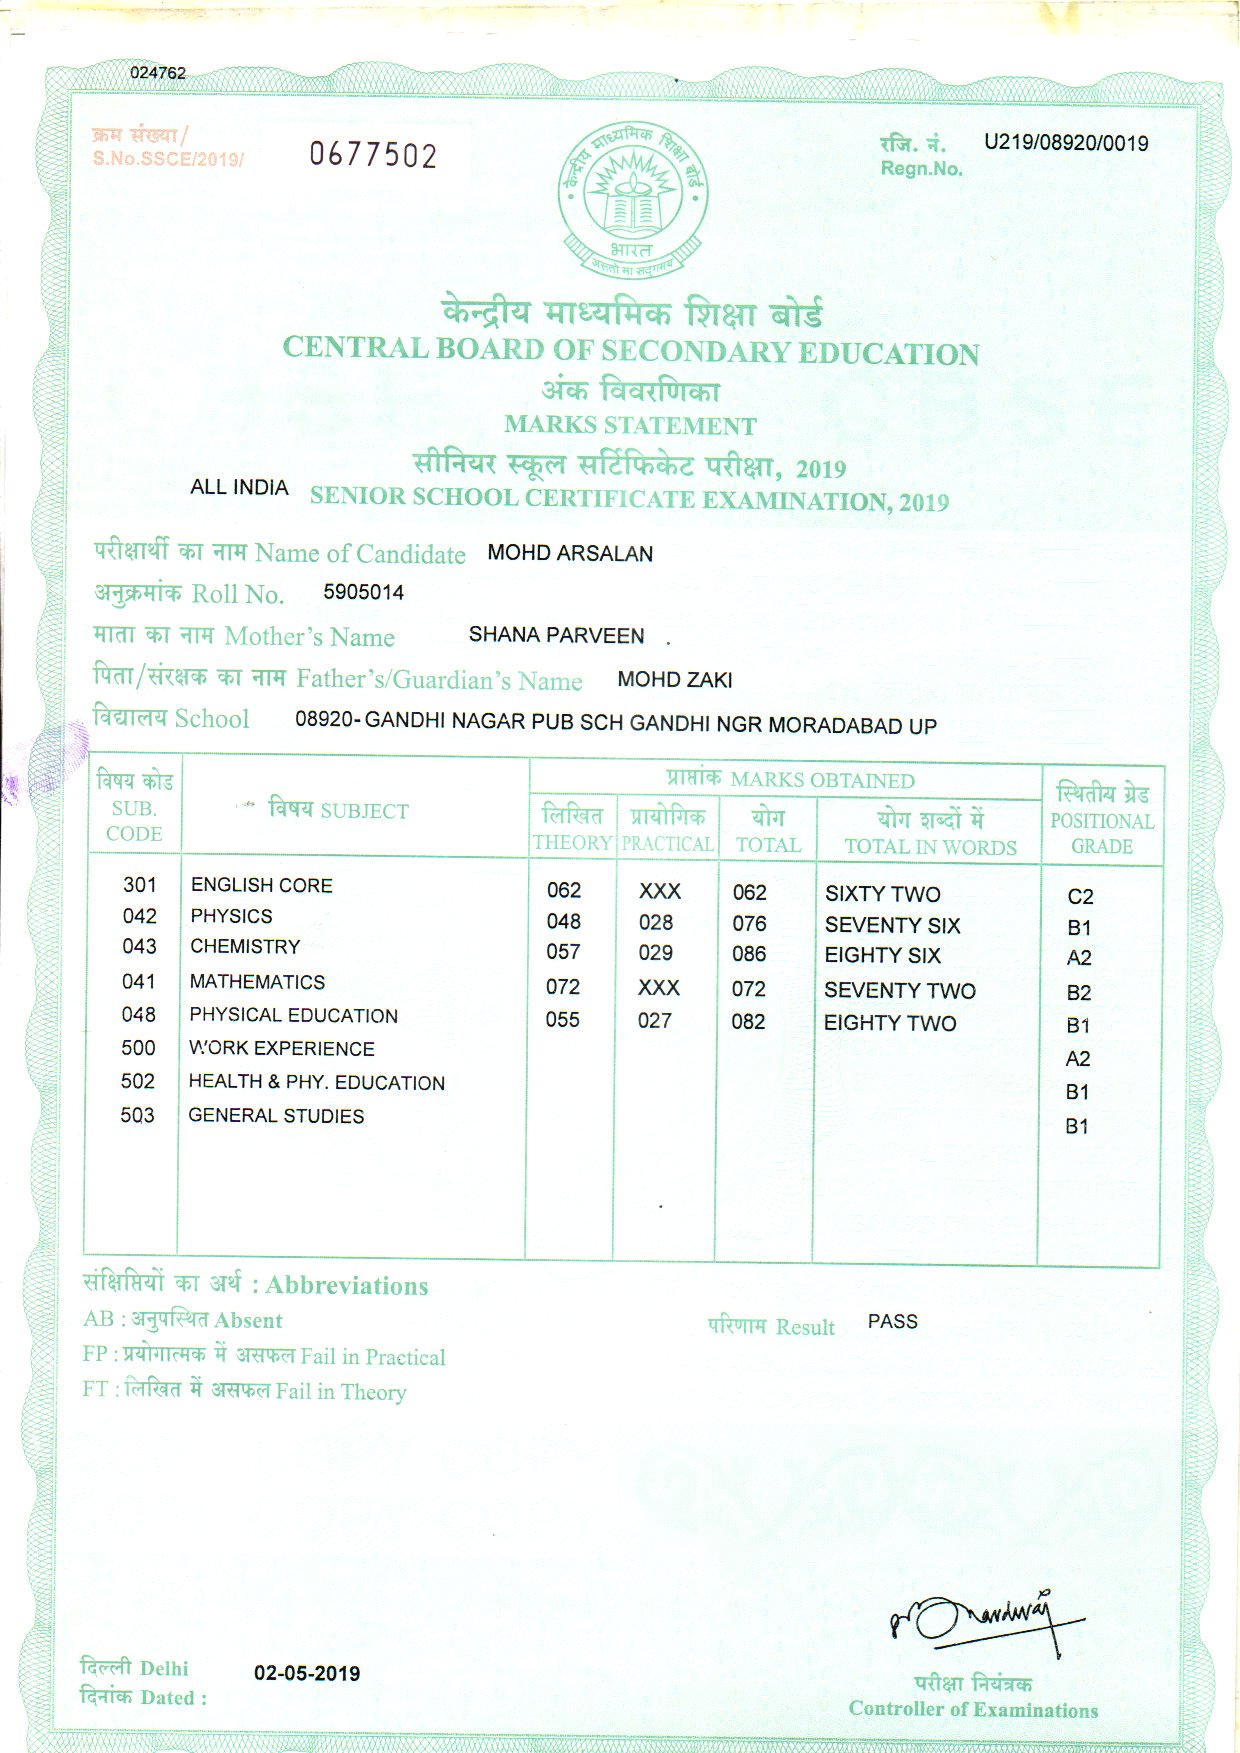 024762
क्रम संख्या/
S.No.SSCE/2019/ 0677502
रजि. नं. U219/08920/0019
Regn.No.
केन्द्रीय माध्यमिक शिक्षा बोर्ड
भारत
असतो मा सद्गमय
केन्द्रीय माध्यमिक शिक्षा बोर्ड
CENTRAL BOARD OF SECONDARY EDUCATION
अंक विवरणिका
MARKS STATEMENT
सीनियर स्कूल सर्टिफिकेट परीक्षा, 2019
ALL INDIA SENIOR SCHOOL CERTIFICATE EXAMINATION, 2019
परीक्षार्थी का नाम Name of Candidate MOHD ARSALAN
अनुक्रमांक Roll No. 5905014
माता का नाम Mother's Name SHANA PARVEEN
पिता/संरक्षक का नाम Father's/Guardian's Name MOHD ZAKI
विद्यालय School 08920- GANDHI NAGAR PUB SCH GANDHI NGR MORADABAD UP
विषय कोड SUB. CODE विषय SUBJECT प्राप्तांक MARKS OBTAINED स्थितीय ग्रेड POSITIONAL GRADE
लिखित THEORY प्रायोगिक PRACTICAL योग TOTAL योग शब्दों में TOTAL IN WORDS
301 ENGLISH CORE 062 XXX 062 SIXTY TWO C2
042 PHYSICS 048 028 076 SEVENTY SIX B1
043 CHEMISTRY 057 029 086 EIGHTY SIX A2
041 MATHEMATICS 072 XXX 072 SEVENTY TWO B2
048 PHYSICAL EDUCATION 055 027 082 EIGHTY TWO B1
500 WORK EXPERIENCE A2
502 HEALTH & PHY. EDUCATION B1
503 GENERAL STUDIES B1
संक्षिप्तियों का अर्थ : Abbreviations
AB : अनुपस्थित Absent
परिणाम Result PASS
FP : प्रयोगात्मक में असफल Fail in Practical
FT : लिखित में असफल Fail in Theory
दिल्ली Delhi
दिनांक Dated : 02-05-2019
परीक्षा नियंत्रक
Controller of Examinations